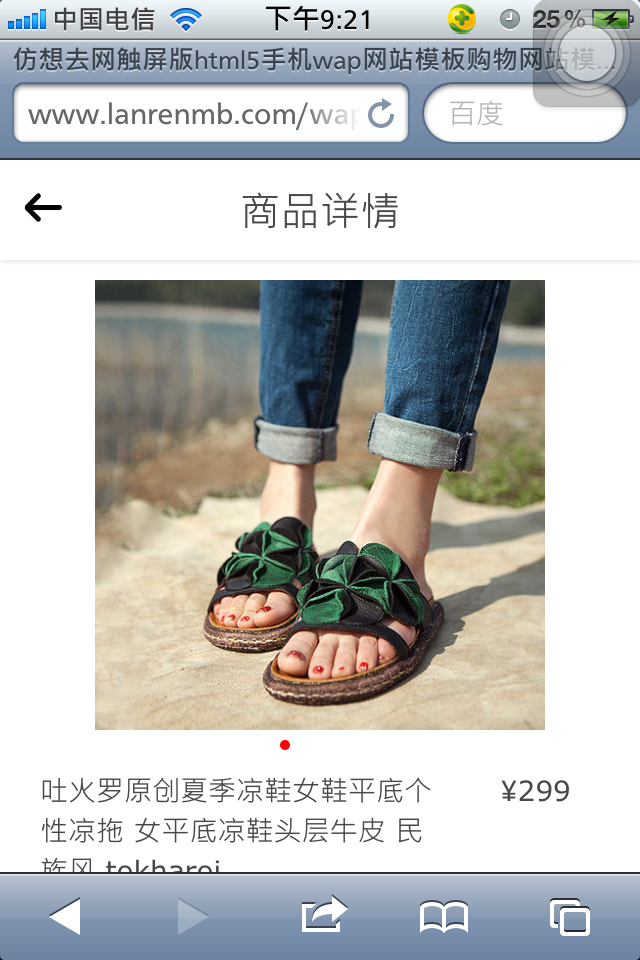 中国电信
下午9:21
25%
仿想去网触屏版html5手机wap网站模板购物网站模...
www.lanrenmb.com/wap
百度
商品详情
吐火罗原创夏季凉鞋女鞋平底个
¥299
性凉拖 女平底凉鞋头层牛皮 民
族风 tokharoi